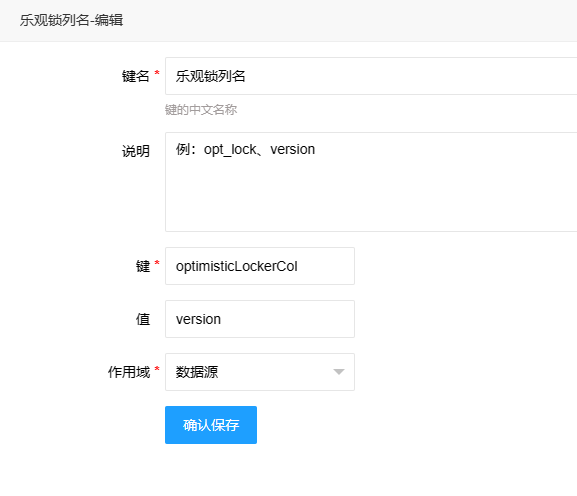 乐观锁列名-编辑
键名 * 乐观锁列名
键的中文名称
说明 例：opt_lock、version
键 * optimisticLockerCol
值 version
作用域 * 数据源
确认保存